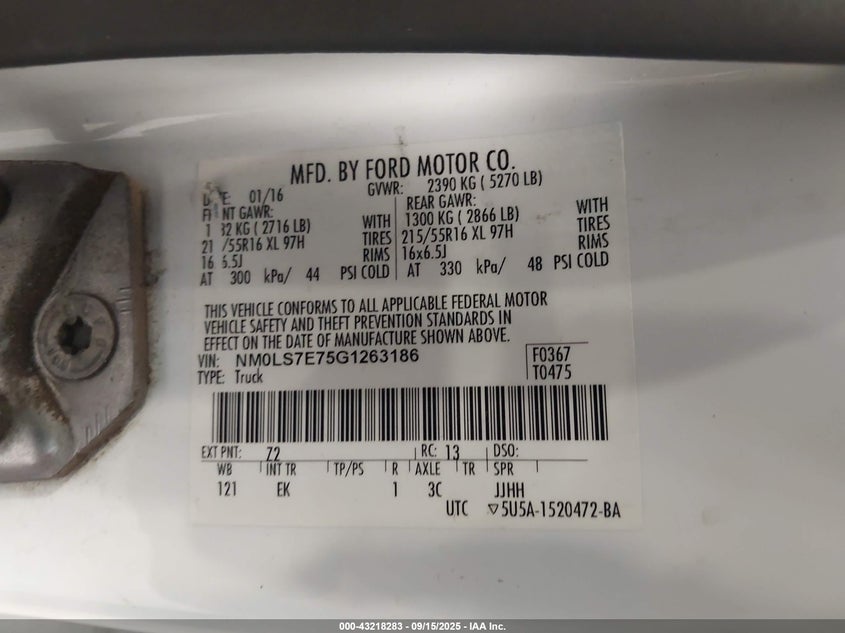 MFD. BY FORD MOTOR CO.
01/16 GVWR: 2390 KG ( 5270 LB)
GAWR: REAR GAWR:
KG ( 2716 LB) WITH 1300 KG ( 2866 LB) WITH
/55R16 XL 97H TIRES 215/55R16 XL 97H TIRES
16 RIMS 16x6.5J RIMS
AT 300 kPa/ 44 PSI COLD AT 330 kPa/ 48 PSI COLD
THIS VEHICLE CONFORMS TO ALL APPLICABLE FEDERAL MOTOR
VEHICLE SAFETY AND THEFT PREVENTION STANDARDS IN
EFFECT ON THE DATE OF MANUFACTURE SHOWN ABOVE.
VIN: NM0LS7E75G1263186 F0367
TYPE: Truck T0475
EXT PNT: Z2 RC: 13 DSO:
WB INT TR TP/PS R AXLE TR SPR
121 EK 1 3C JJHH
UTC ▽5U5A-1520472-BA
000-43218283 - 09/15/2025 - IAA Inc.